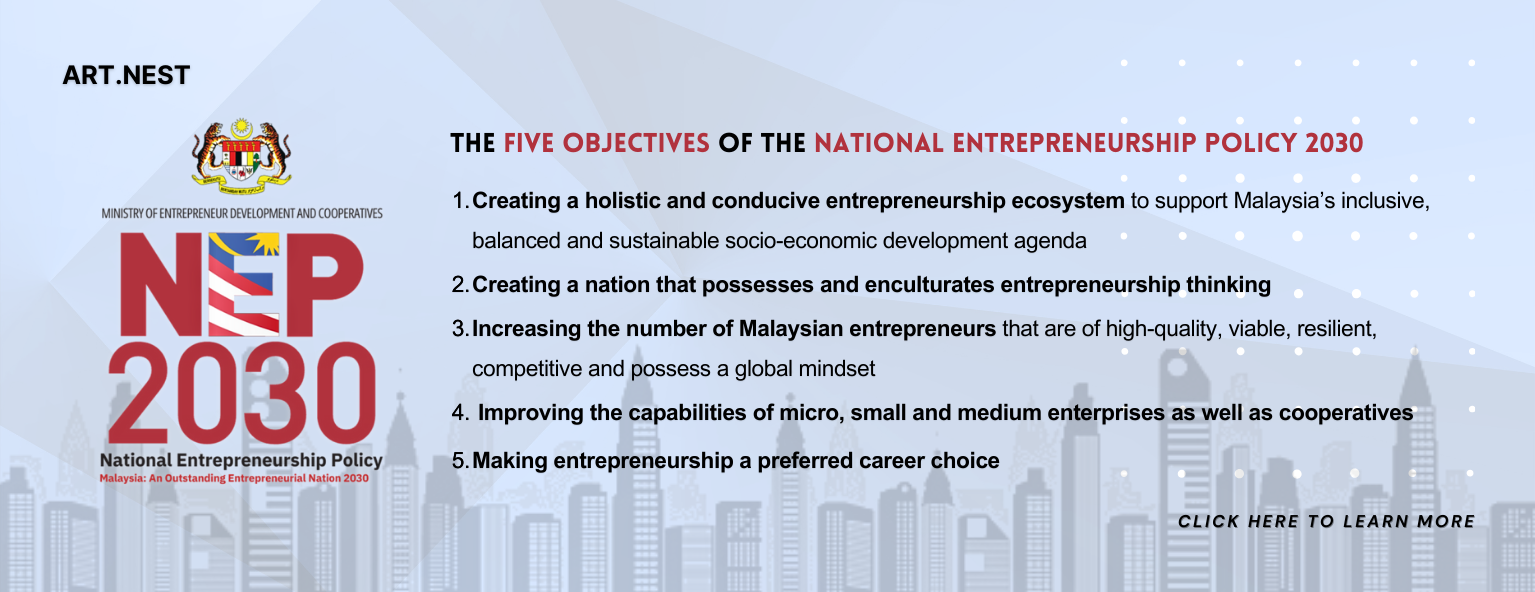 ART.NEST
MINISTRY OF ENTREPRENEUR DEVELOPMENT AND COOPERATIVES
NEP
2030
National Entrepreneurship Policy
Malaysia: An Outstanding Entrepreneurial Nation 2030
THE FIVE OBJECTIVES OF THE NATIONAL ENTREPRENEURSHIP POLICY 2030
1. Creating a holistic and conducive entrepreneurship ecosystem to support Malaysia’s inclusive,
balanced and sustainable socio-economic development agenda
2. Creating a nation that possesses and enculturates entrepreneurship thinking
3. Increasing the number of Malaysian entrepreneurs that are of high-quality, viable, resilient,
competitive and possess a global mindset
4. Improving the capabilities of micro, small and medium enterprises as well as cooperatives
5. Making entrepreneurship a preferred career choice
CLICK HERE TO LEARN MORE